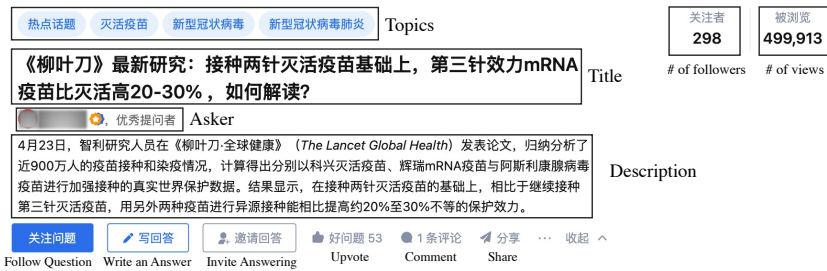 热点话题 灭活疫苗 新型冠状病毒 新型冠状病毒肺炎 Topics
关注者 被浏览
298 499,913
# of followers # of views
《柳叶刀》最新研究：接种两针灭活疫苗基础上，第三针效力mRNA
疫苗比灭活高20-30% ，如何解读? Title
，优秀提问者 Asker
4月23日，智利研究人员在《柳叶刀·全球健康》（The Lancet Global Health）发表论文，归纳分析了
近900万人的疫苗接种和染疫情况，计算得出分别以科兴灭活疫苗、辉瑞mRNA疫苗与阿斯利康腺病毒
疫苗进行加强接种的真实世界保护数据。结果显示，在接种两针灭活疫苗的基础上，相比于继续接种
第三针灭活疫苗，用另外两种疫苗进行异源接种能相比提高约20%至30%不等的保护效力。
Description
关注问题 写回答 邀请回答 好问题 53 1 条评论 分享 ··· 收起
Follow Question Write an Answer Invite Answering Upvote Comment Share